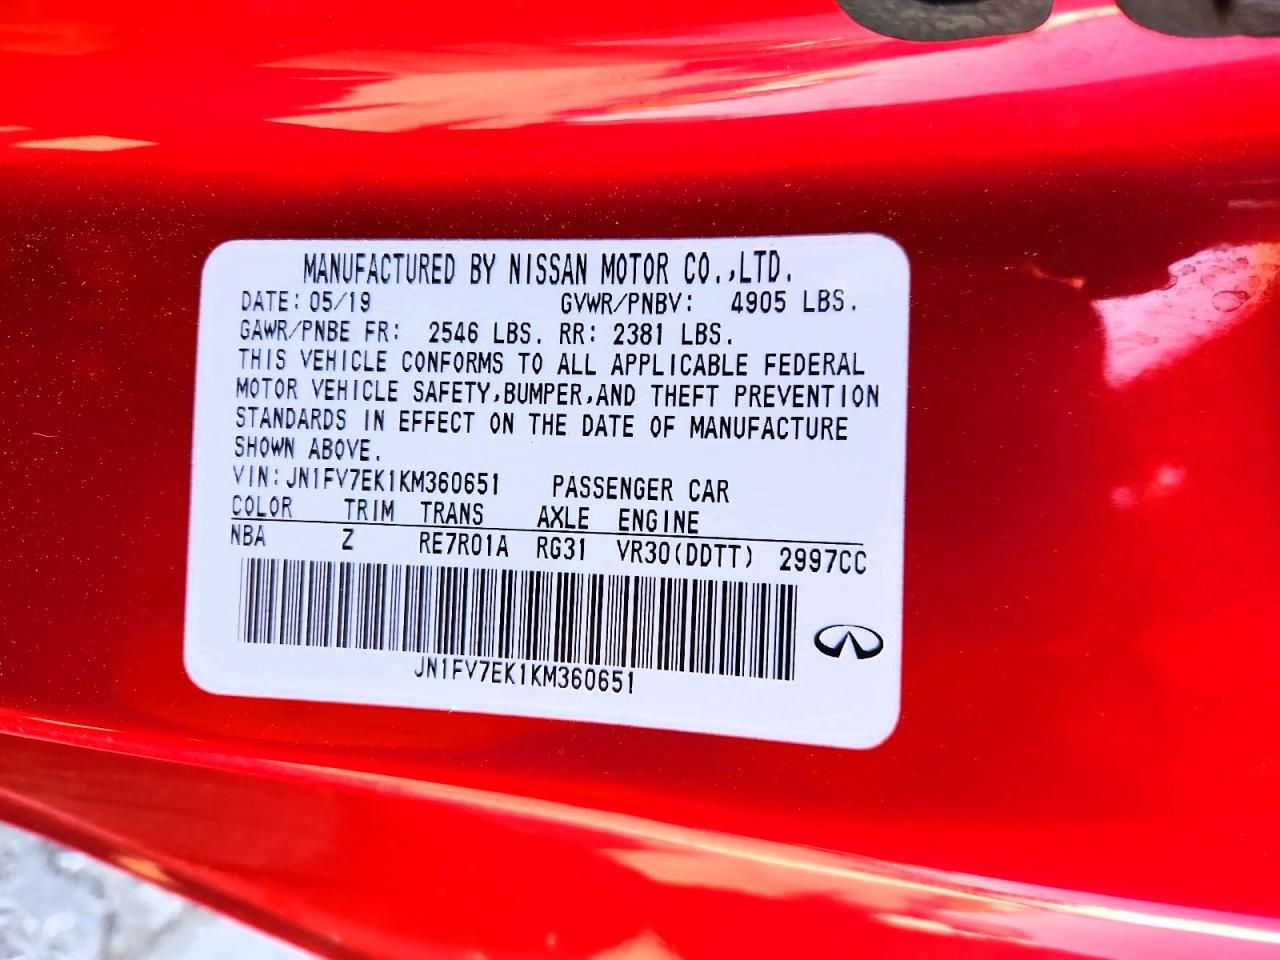 MANUFACTURED BY NISSAN MOTOR CO.,LTD.
DATE: 05/19 GVWR/PNBV: 4905 LBS.
GAWR/PNBE FR: 2546 LBS. RR: 2381 LBS.
THIS VEHICLE CONFORMS TO ALL APPLICABLE FEDERAL
MOTOR VEHICLE SAFETY,BUMPER,AND THEFT PREVENTION
STANDARDS IN EFFECT ON THE DATE OF MANUFACTURE
SHOWN ABOVE.
VIN: JN1FV7EK1KM360651 PASSENGER CAR
COLOR TRIM TRANS AXLE ENGINE
NBA Z RE7R01A RG31 VR30(DDTT) 2997CC
JN1FV7EK1KM360651